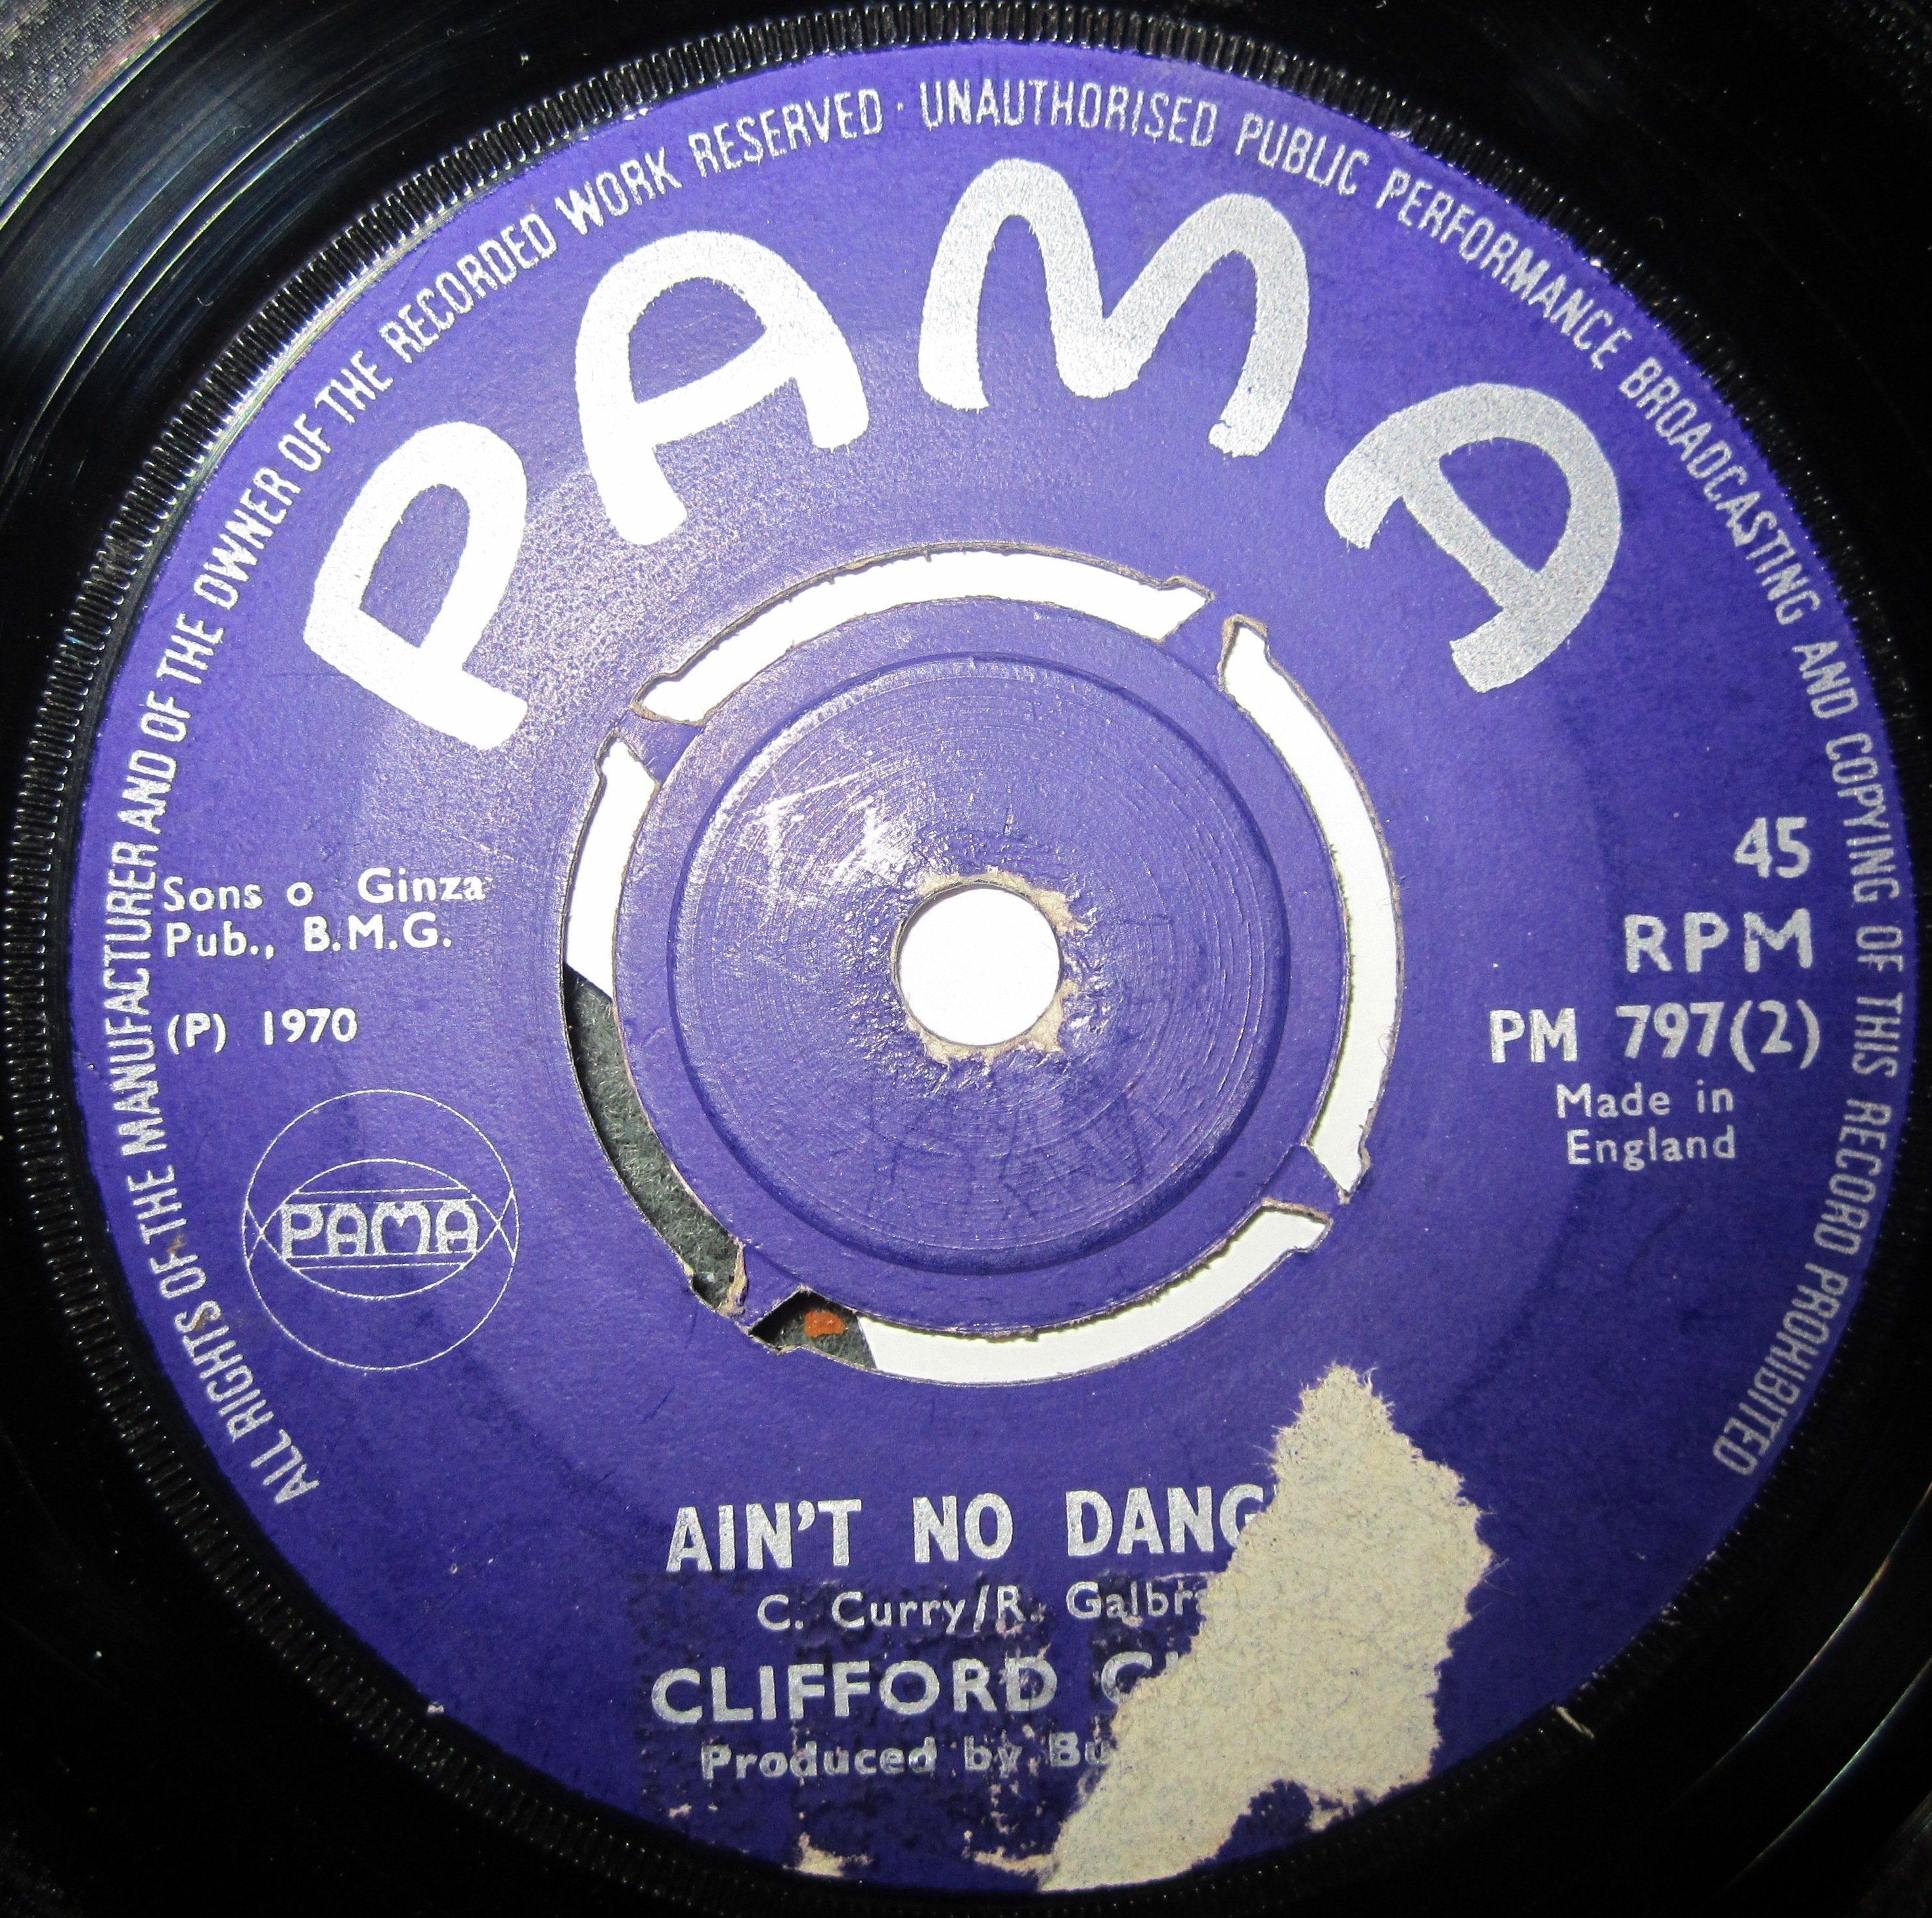 ALL RIGHTS OF THE MANUFACTURER AND OF THE OWNER OF THE RECORDED WORK RESERVED · UNAUTHORISED PUBLIC PERFORMANCE BROADCASTING AND COPYING OF THIS RECORD PROHIBITED
PAMA
Sons o Ginza
Pub., B.M.G.
(P) 1970
PAMA
45
RPM
PM 797(2)
Made in
England
AIN'T NO DANG
C. Curry/R. Galbra
CLIFFORD
Produced by Bu